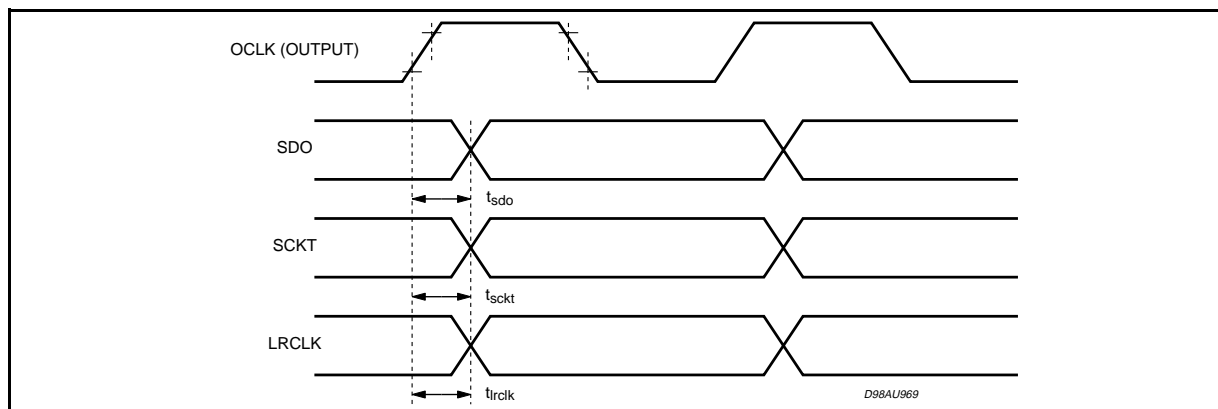 OCLK (OUTPUT)
SDO
tsdo
SCKT
tsckt
LRCLK
tlrclk
D98AU969